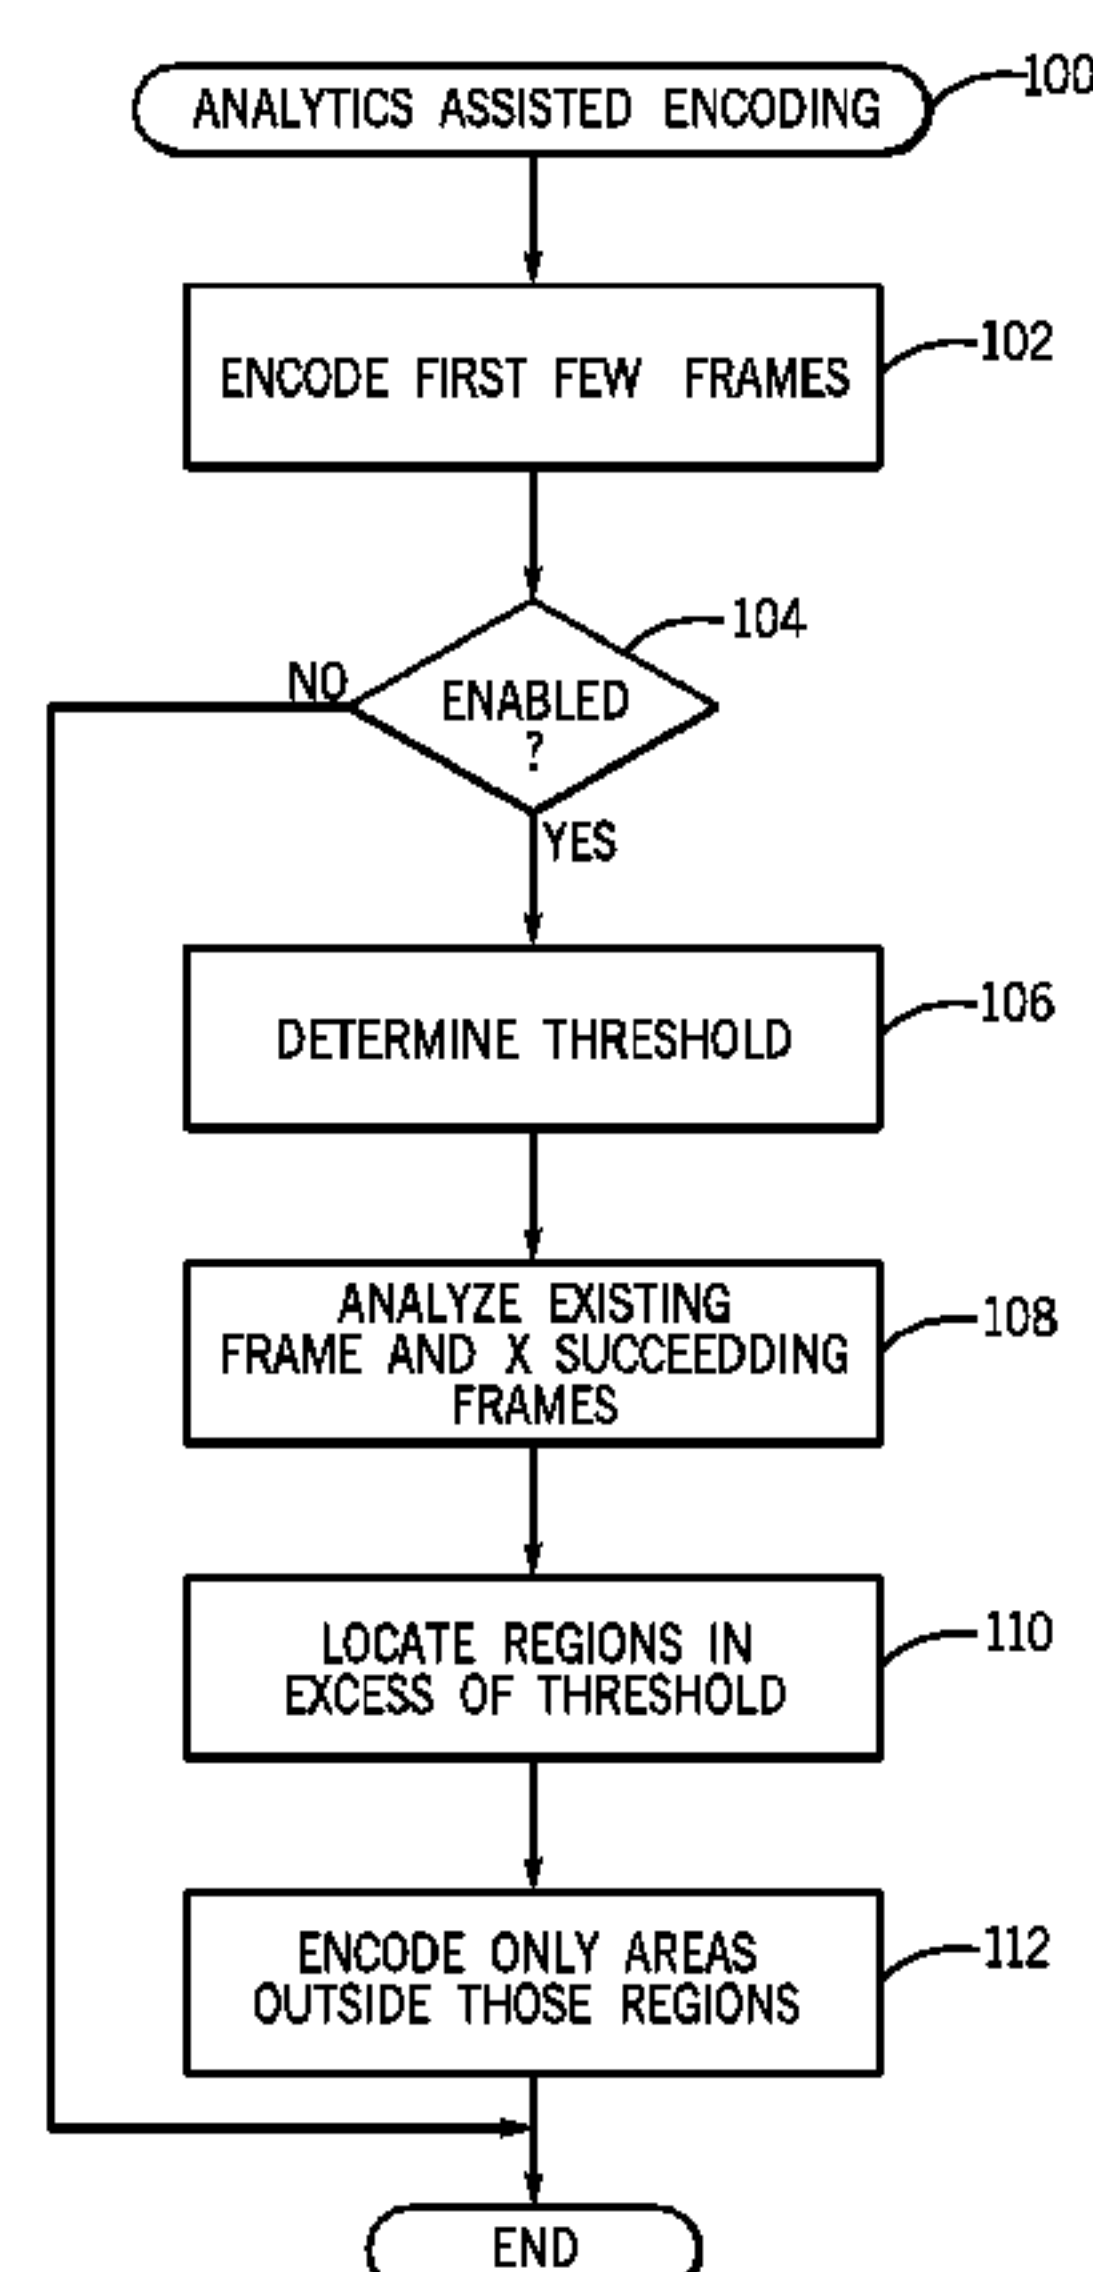 ANALYTICS ASSISTED ENCODING
100
ENCODE FIRST FEW FRAMES
102
104
NO
ENABLED
?
YES
DETERMINE THRESHOLD
106
ANALYZE EXISTING
FRAME AND X SUCCEEDDING
FRAMES
108
LOCATE REGIONS IN
EXCESS OF THRESHOLD
110
ENCODE ONLY AREAS
OUTSIDE THOSE REGIONS
112
END